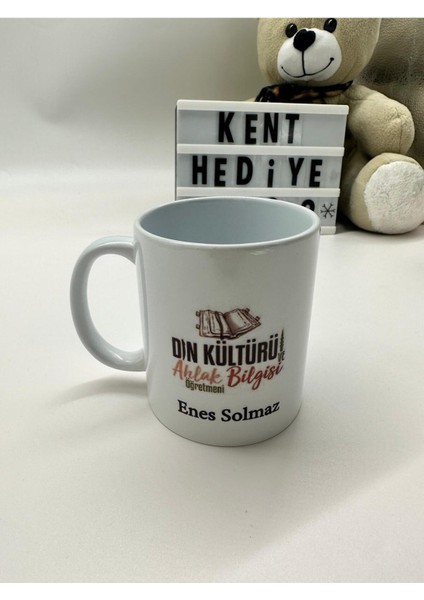 KENT
HEDiYE
DİN KÜLTÜRÜ
ve
Ahlak Bilgisi
Öğretmeni
Enes Solmaz